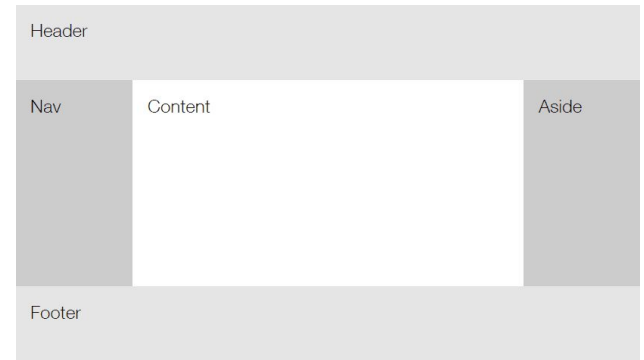 Header
Nav
Content
Aside
Footer